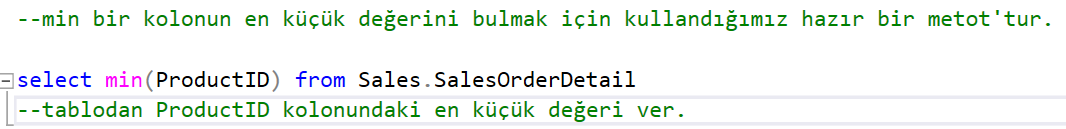 --min bir kolonun en küçük değerini bulmak için kullandığımız hazır bir metot'tur.
select min(ProductID) from Sales.SalesOrderDetail
--tablodan ProductID kolonundaki en küçük değeri ver.